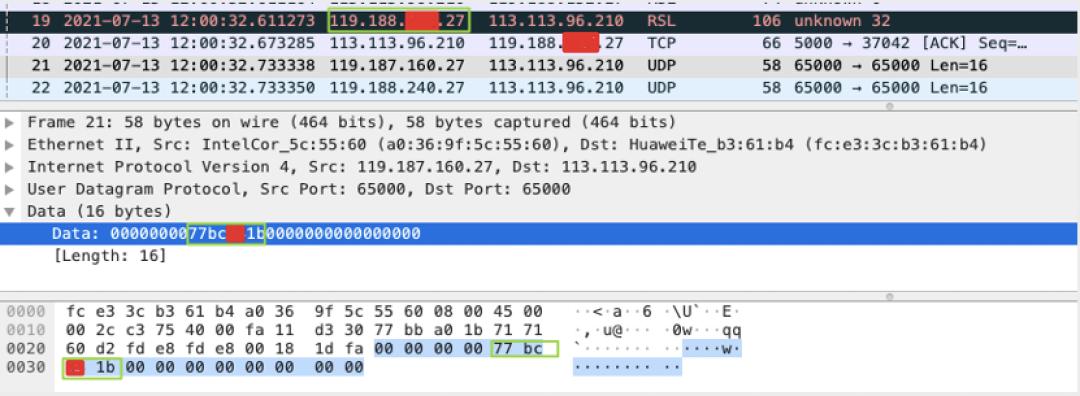 19 2021-07-13 12:00:32.611273 119.188. .27 113.113.96.210 RSL 106 unknown 32
20 2021-07-13 12:00:32.673285 113.113.96.210 119.188. .27 TCP 66 5000 → 37042 [ACK] Seq=…
21 2021-07-13 12:00:32.733338 119.187.160.27 113.113.96.210 UDP 58 65000 → 65000 Len=16
22 2021-07-13 12:00:32.733350 119.188.240.27 113.113.96.210 UDP 58 65000 → 65000 Len=16
Frame 21: 58 bytes on wire (464 bits), 58 bytes captured (464 bits)
Ethernet II, Src: IntelCor_5c:55:60 (a0:36:9f:5c:55:60), Dst: HuaweiTe_b3:61:b4 (fc:e3:3c:b3:61:b4)
Internet Protocol Version 4, Src: 119.187.160.27, Dst: 113.113.96.210
User Datagram Protocol, Src Port: 65000, Dst Port: 65000
Data (16 bytes)
Data: 0000000077bc 1b0000000000000000
[Length: 16]
0000 fc e3 3c b3 61 b4 a0 36 9f 5c 55 60 08 00 45 00 ··<·a··6 ·\U`··E·
0010 00 2c c3 75 40 00 fa 11 d3 30 77 bb a0 1b 71 71 ·,·u@··· ·0w···qq
0020 60 d2 fd e8 fd e8 00 18 1d fa 00 00 00 00 77 bc `······· ······w·
0030 1b 00 00 00 00 00 00 00 00 ········ ··